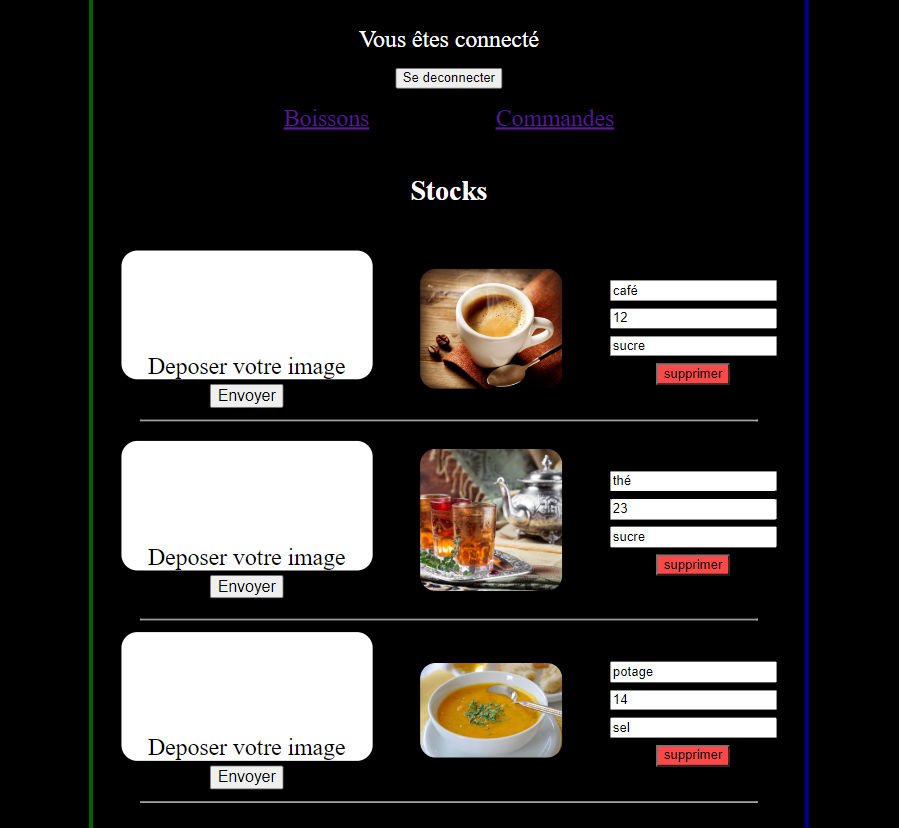 Vous êtes connecté
Se deconnecter
Boissons Commandes
Stocks
Deposer votre image
Envoyer
café
12
sucre
supprimer
Deposer votre image
Envoyer
thé
23
sucre
supprimer
Deposer votre image
Envoyer
potage
14
sel
supprimer